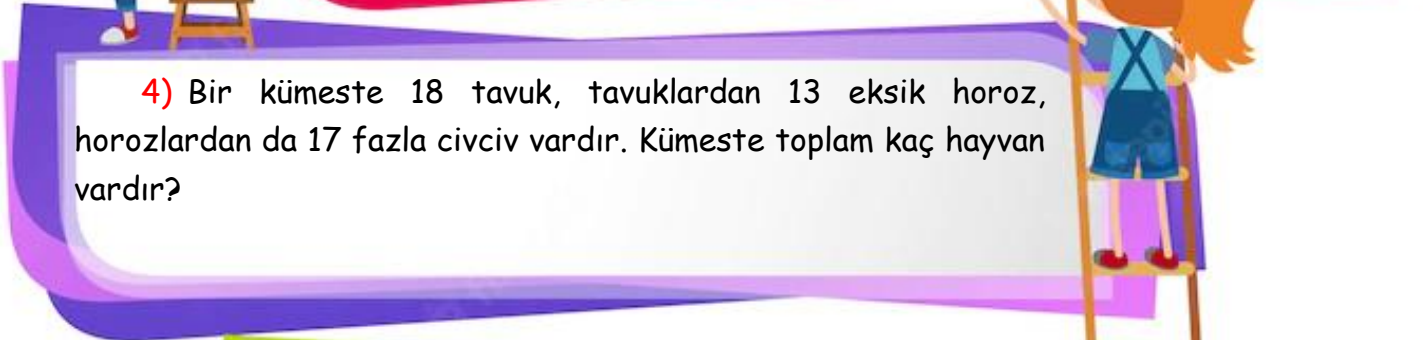 4) Bir kümeste 18 tavuk, tavuklardan 13 eksik horoz,
horozlardan da 17 fazla civciv vardır. Kümeste toplam kaç hayvan
vardır?